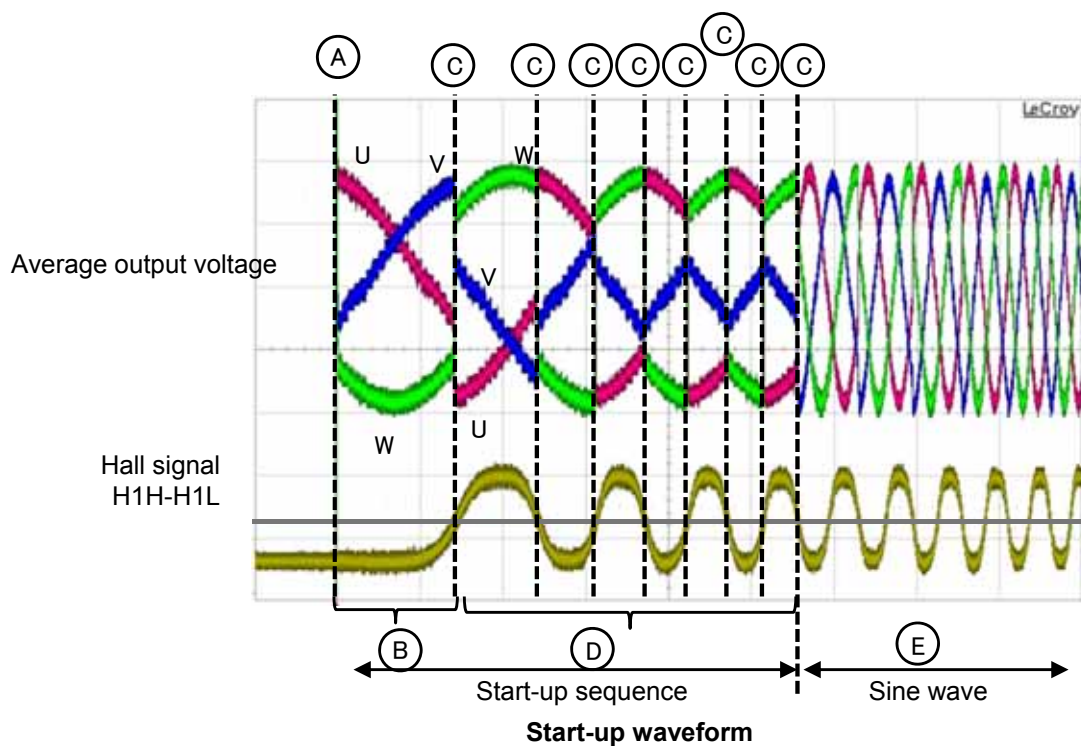 C
A C C C C C C C
LeCroy
U V W
Average output voltage
V
W U
Hall signal
H1H-H1L
B D E
Start-up sequence Sine wave
Start-up waveform